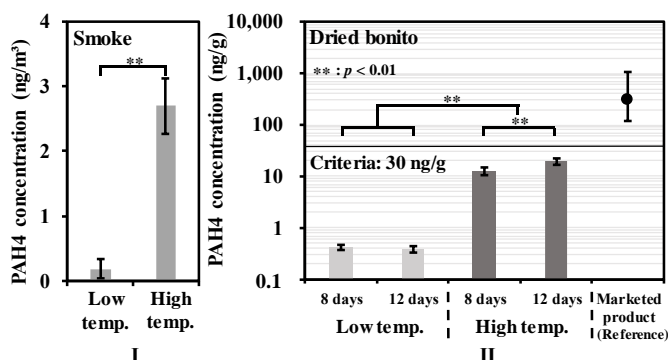 PAH4 concentration (ng/m³)
4
3
2
1
0
Smoke
**
Low
temp.
High
temp.
I
PAH4 concentration (ng/g)
10,000
1,000
100
10
1
0.1
Dried bonito
**: p < 0.01
**
**
Criteria: 30 ng/g
8 days
12 days
8 days
12 days
Low temp.
High temp.
Marketed
product
(Reference)
II